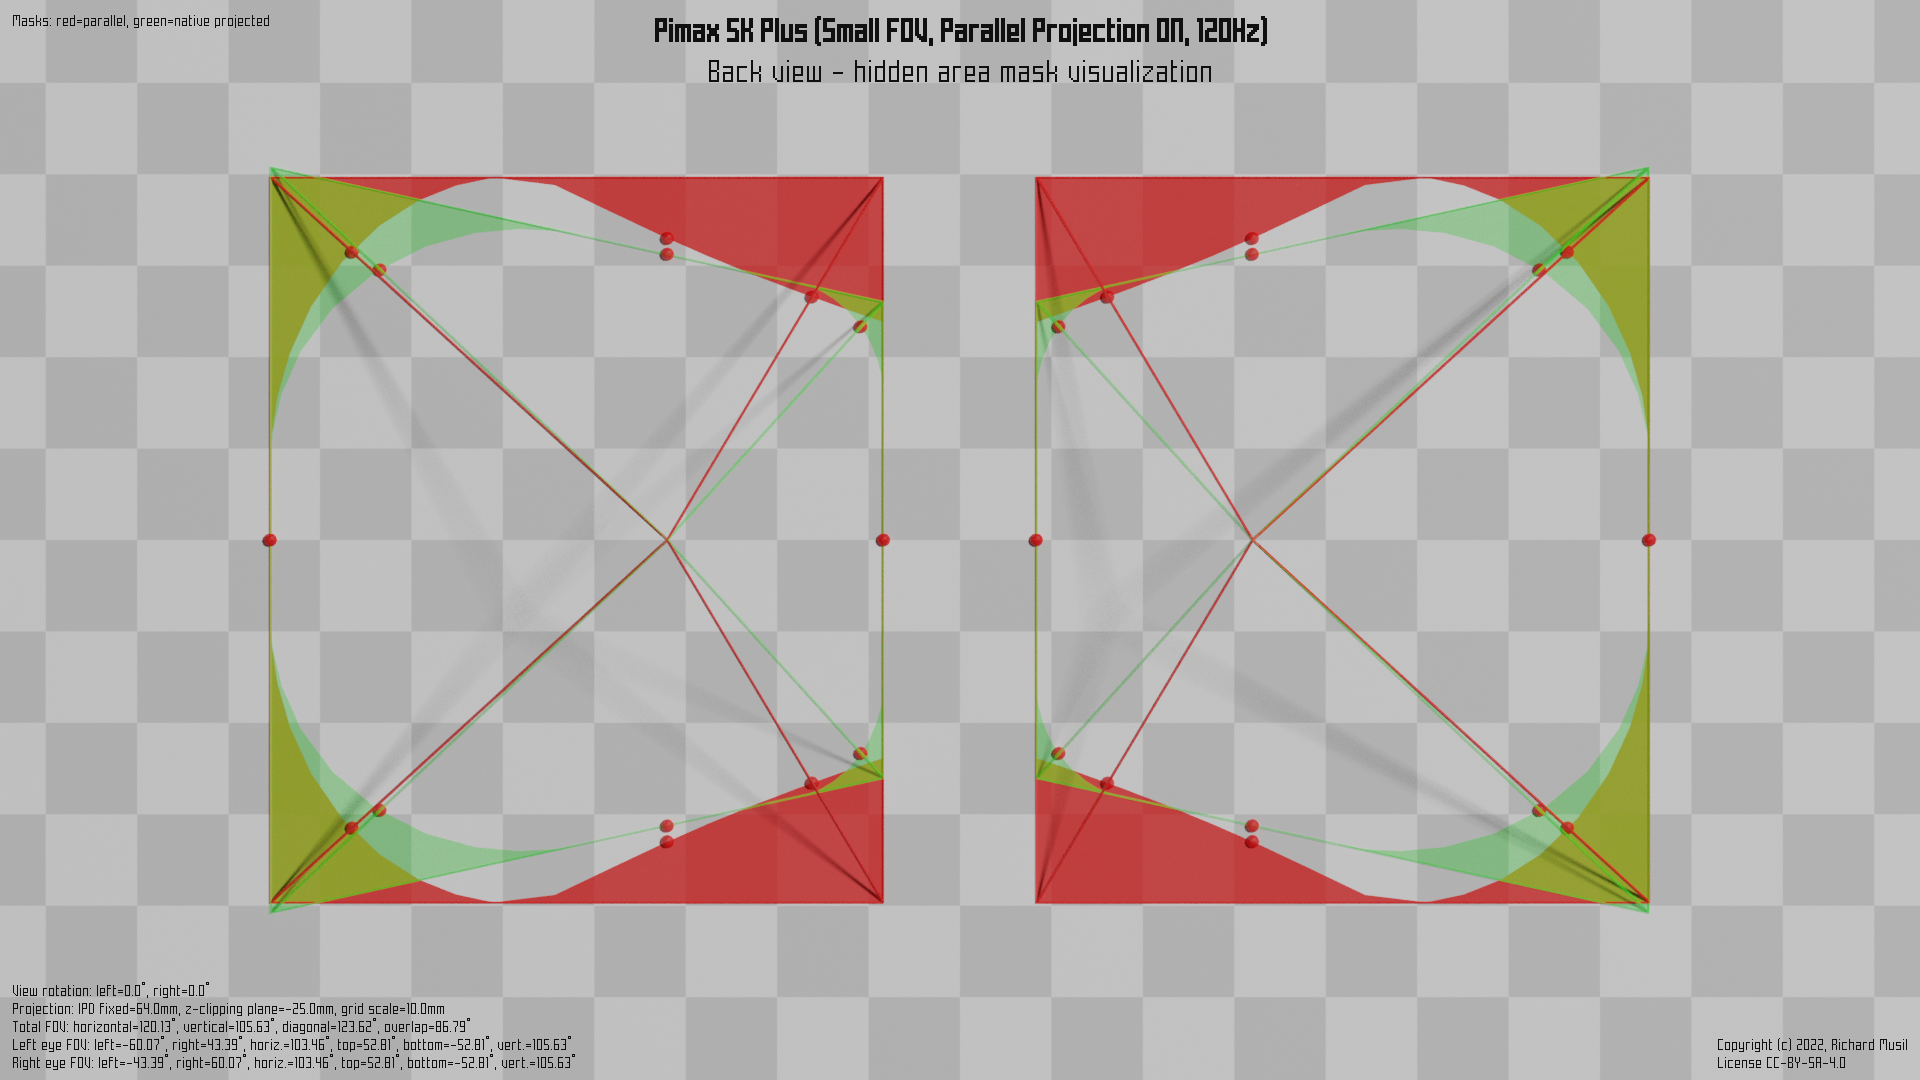 Masks: red=parallel, green=native projected
Pimax 5K Plus (Small FOV, Parallel Projection ON, 120Hz)
Back view - hidden area mask visualization
View rotation: left=0.0°, right=0.0°
Projection: IPD fixed=64.0mm, z-clipping plane=-25.0mm, grid scale=10.0mm
Total FOV: horizontal=120.13°, vertical=105.63°, diagonal=123.62°, overlap=86.79°
Left eye FOV: left=-60.07°, right=43.39°, horiz.=103.46°, top=52.81°, bottom=-52.81°, vert.=105.63°
Right eye FOV: left=-43.39°, right=60.07°, horiz.=103.46°, top=52.81°, bottom=-52.81°, vert.=105.63°
Copyright (c) 2022, Richard Musil
License CC-BY-SA-4.0